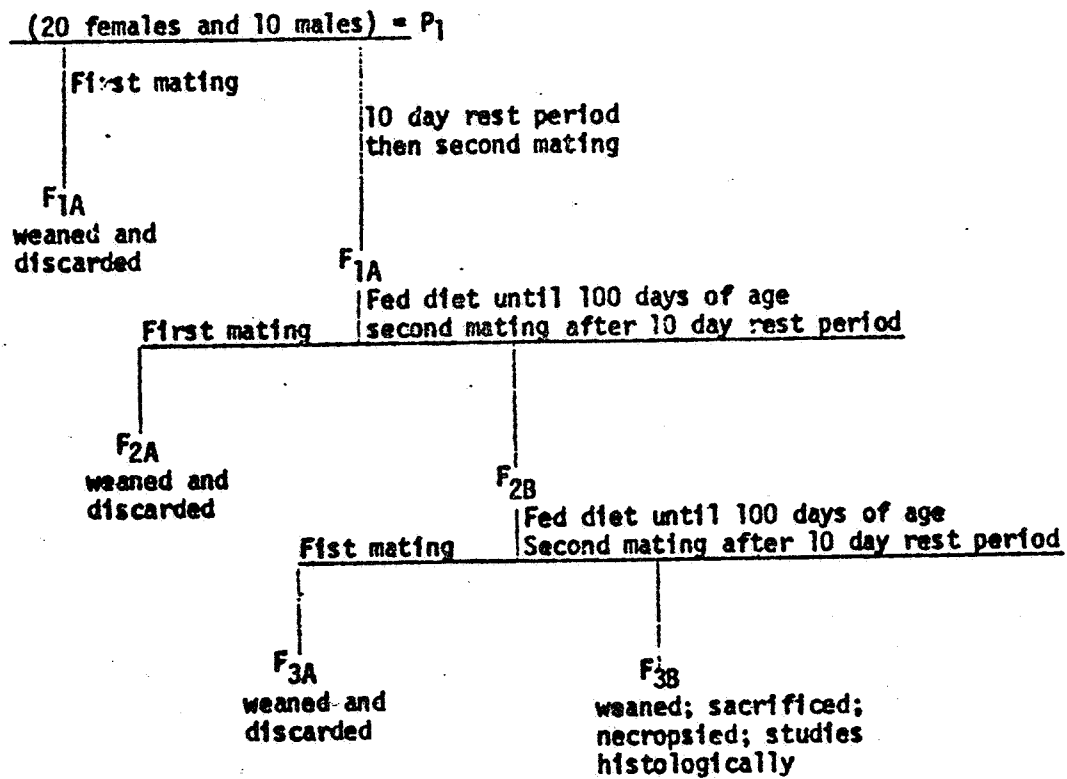 (20 females and 10 males) = P1
First mating
10 day rest period
then second mating
F1A
weaned and
discarded
F1A
Fed diet until 100 days of age
First mating
second mating after 10 day rest period
F2A
weaned and
discarded
F2B
Fed diet until 100 days of age
Fist mating
Second mating after 10 day rest period
F3A
weaned and
discarded
F3B
weaned; sacrificed;
necropsied; studies
histologically